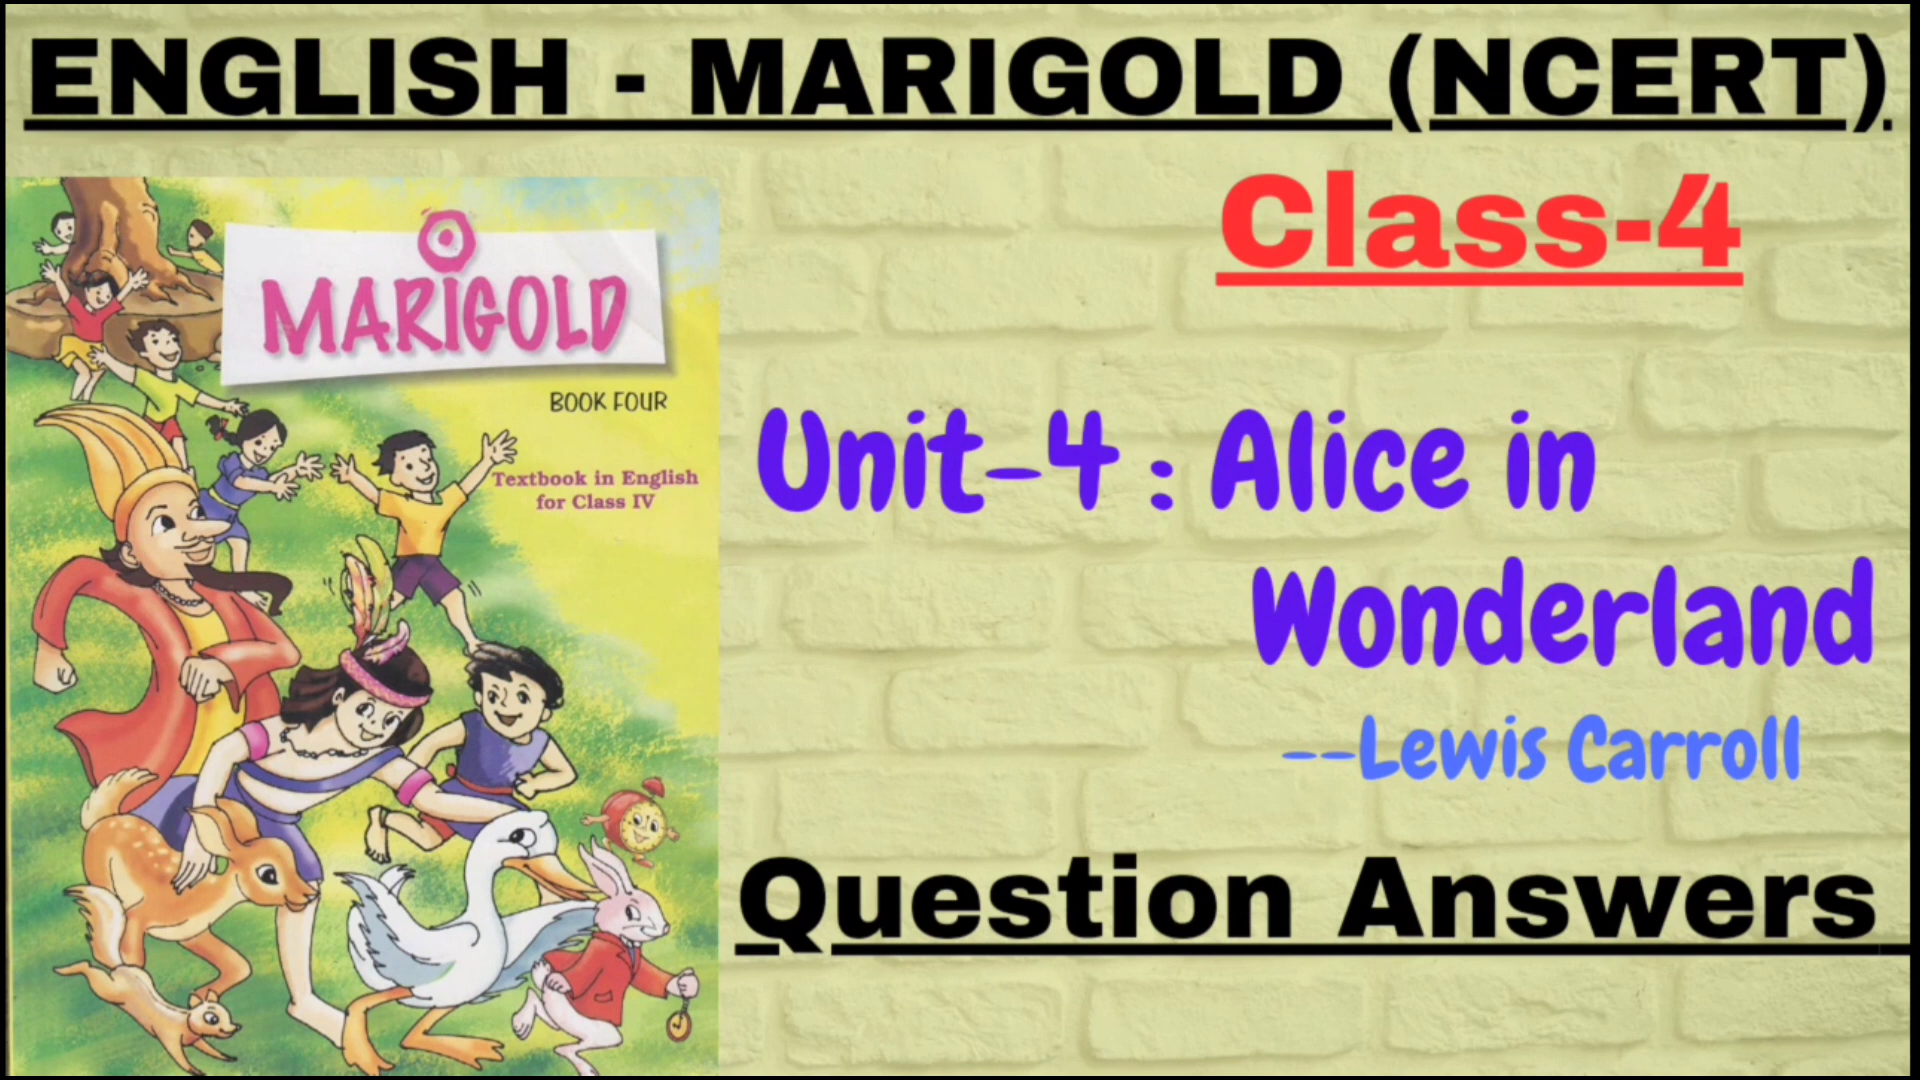 ENGLISH - MARIGOLD (NCERT).
Class-4
MARIGOLD
BOOK FOUR
Textbook in English
for Class IV
Unit-4 : Alice in
Wonderland
--Lewis Carroll
Question Answers